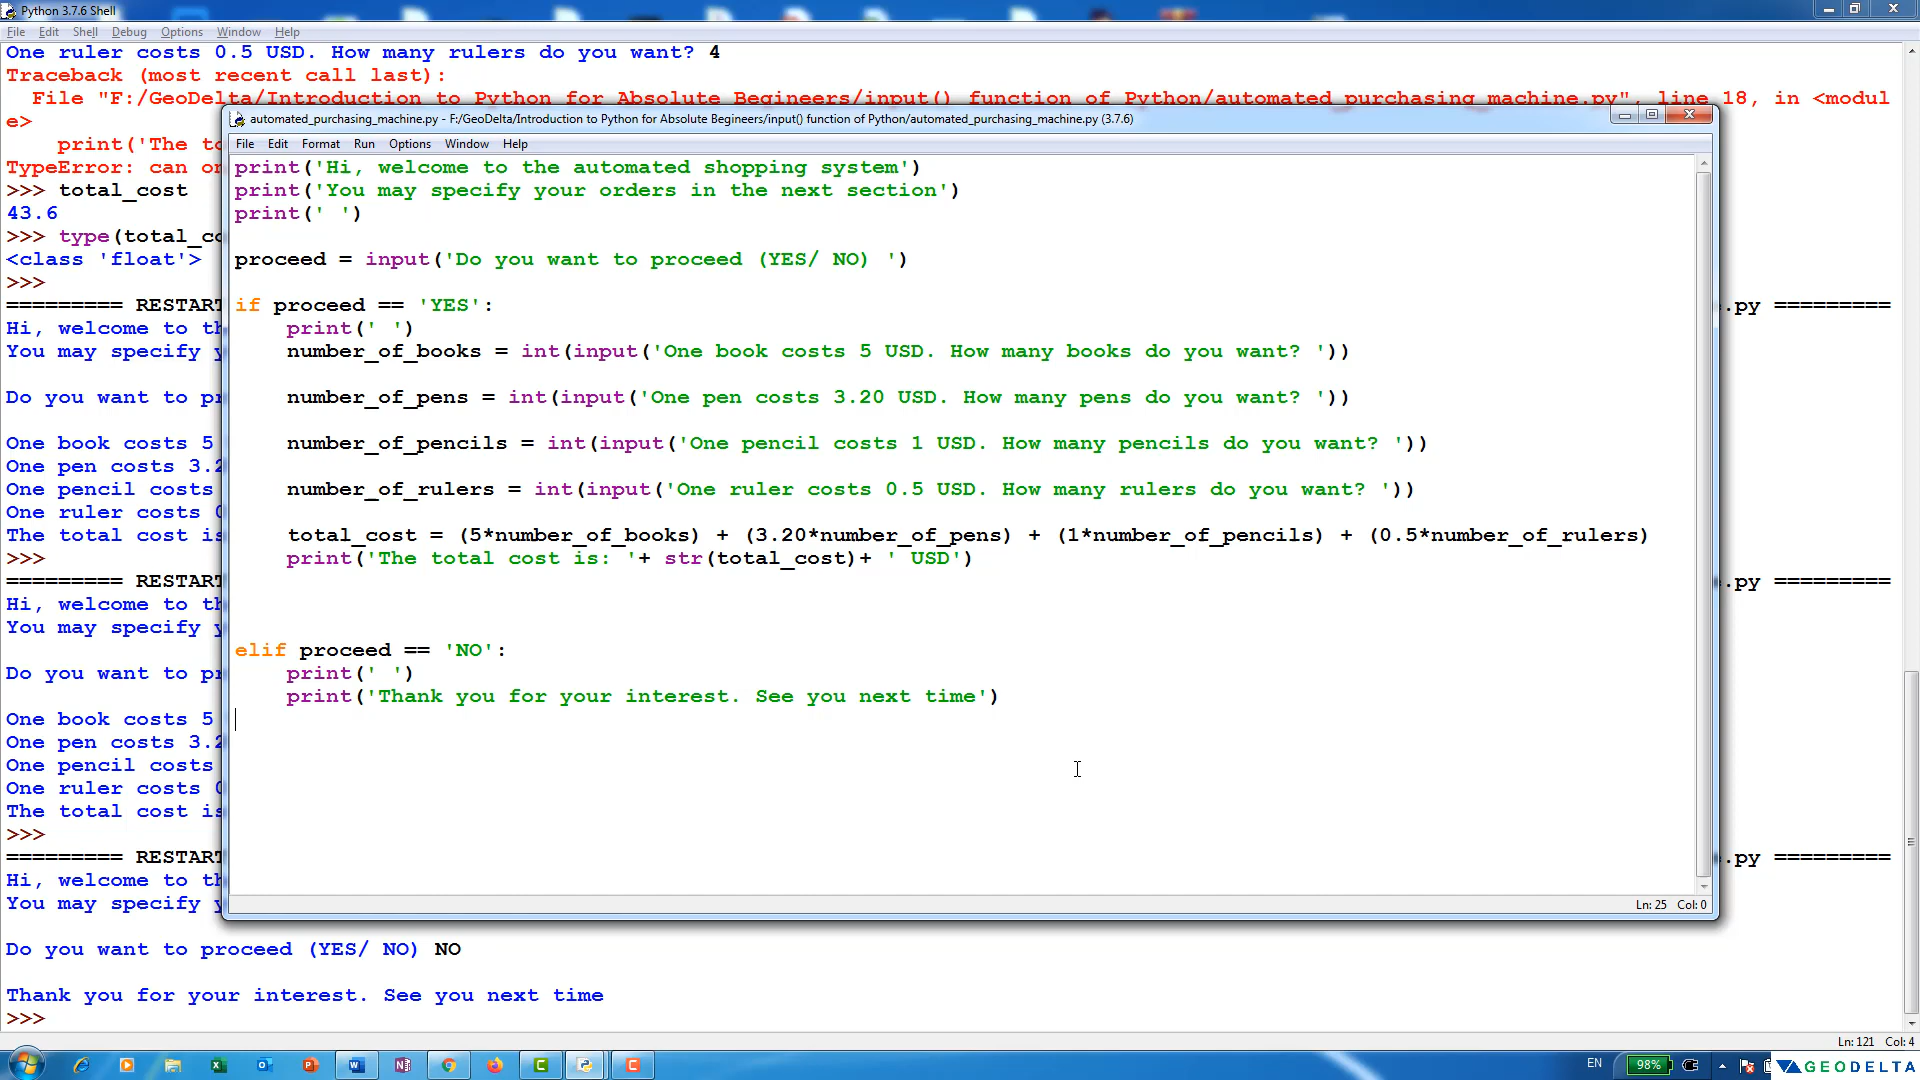 Python 3.7.6 Shell
File Edit Shell Debug Options Window Help
One ruler costs 0.5 USD. How many rulers do you want? 4
Traceback (most recent call last):
File "F:/GeoDelta/Introduction to Python for Absolute Begineers/input() function of Python/automated_purchasing_machine.py", line 18, in <modul
e>
print('The to
TypeError: can on
>>> total_cost
43.6
>>> type(total_co
<class 'float'>
>>>
========= RESTART
.py =========
Hi, welcome to th
You may specify y
Do you want to pr
One book costs 5
One pen costs 3.2
One pencil costs
One ruler costs 0
The total cost is
>>>
========= RESTART
.py =========
Hi, welcome to th
You may specify y
Do you want to pr
One book costs 5
One pen costs 3.2
One pencil costs
One ruler costs 0
The total cost is
>>>
========= RESTART
.py =========
Hi, welcome to th
You may specify y
Do you want to proceed (YES/ NO) NO
Thank you for your interest. See you next time
>>>
Ln: 121 Col: 4
automated_purchasing_machine.py - F:/GeoDelta/Introduction to Python for Absolute Begineers/input() function of Python/automated_purchasing_machine.py (3.7.6)
File Edit Format Run Options Window Help
print('Hi, welcome to the automated shopping system')
print('You may specify your orders in the next section')
print(' ')
proceed = input('Do you want to proceed (YES/ NO) ')
if proceed == 'YES':
print(' ')
number_of_books = int(input('One book costs 5 USD. How many books do you want? '))
number_of_pens = int(input('One pen costs 3.20 USD. How many pens do you want? '))
number_of_pencils = int(input('One pencil costs 1 USD. How many pencils do you want? '))
number_of_rulers = int(input('One ruler costs 0.5 USD. How many rulers do you want? '))
total_cost = (5*number_of_books) + (3.20*number_of_pens) + (1*number_of_pencils) + (0.5*number_of_rulers)
print('The total cost is: '+ str(total_cost)+ ' USD')
elif proceed == 'NO':
print(' ')
print('Thank you for your interest. See you next time')
Ln: 25 Col: 0
EN
98%
GEODELTA